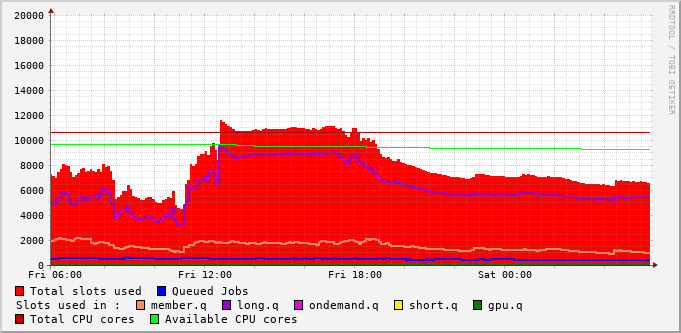 20000
18000
16000
14000
12000
10000
8000
6000
4000
2000
0
Fri 06:00 Fri 12:00 Fri 18:00 Sat 00:00
Total slots used Queued Jobs
Slots used in : member.q long.q ondemand.q short.q gpu.q
Total CPU cores Available CPU cores
RRDTOOL / TOBI OETIKER